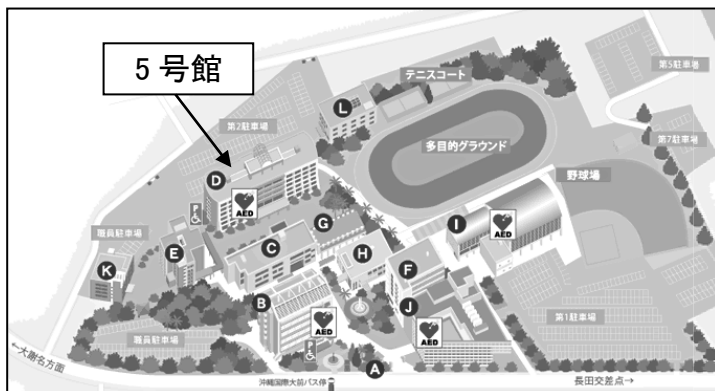 5号館
テニスコート
第5駐車場
L
第2駐車場
多目的グラウンド
第7駐車場
野球場
D
AED
P
G
I
AED
職員駐車場
E
C
H
F
K
B
J
第1駐車場
AED
AED
職員駐車場
P
A
←大謝名方面
沖縄国際大前バス停
長田交差点→